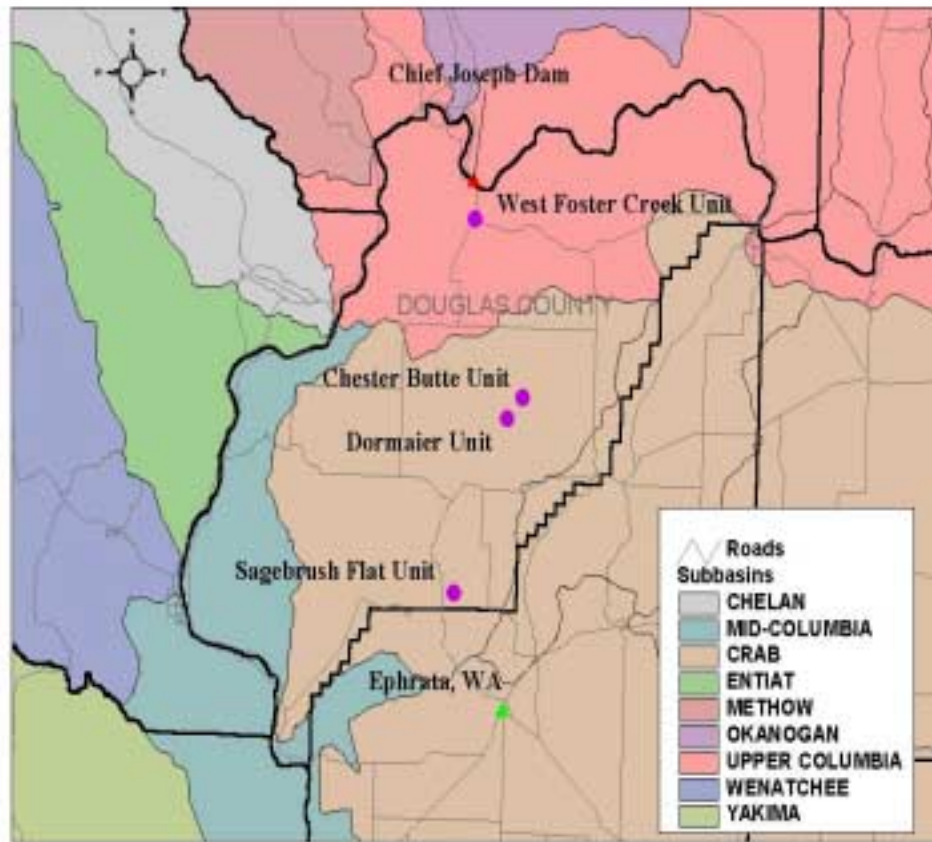 Chief Joseph Dam
West Foster Creek Unit
DOUGLAS COUNTY
Chester Butte Unit
Dormaier Unit
Sagebrush Flat Unit
Ephrata, WA
Roads
Subbasins
CHELAN
MID-COLUMBIA
CRAB
ENTIAT
METHOW
OKANOGAN
UPPER COLUMBIA
WENATCHEE
YAKIMA